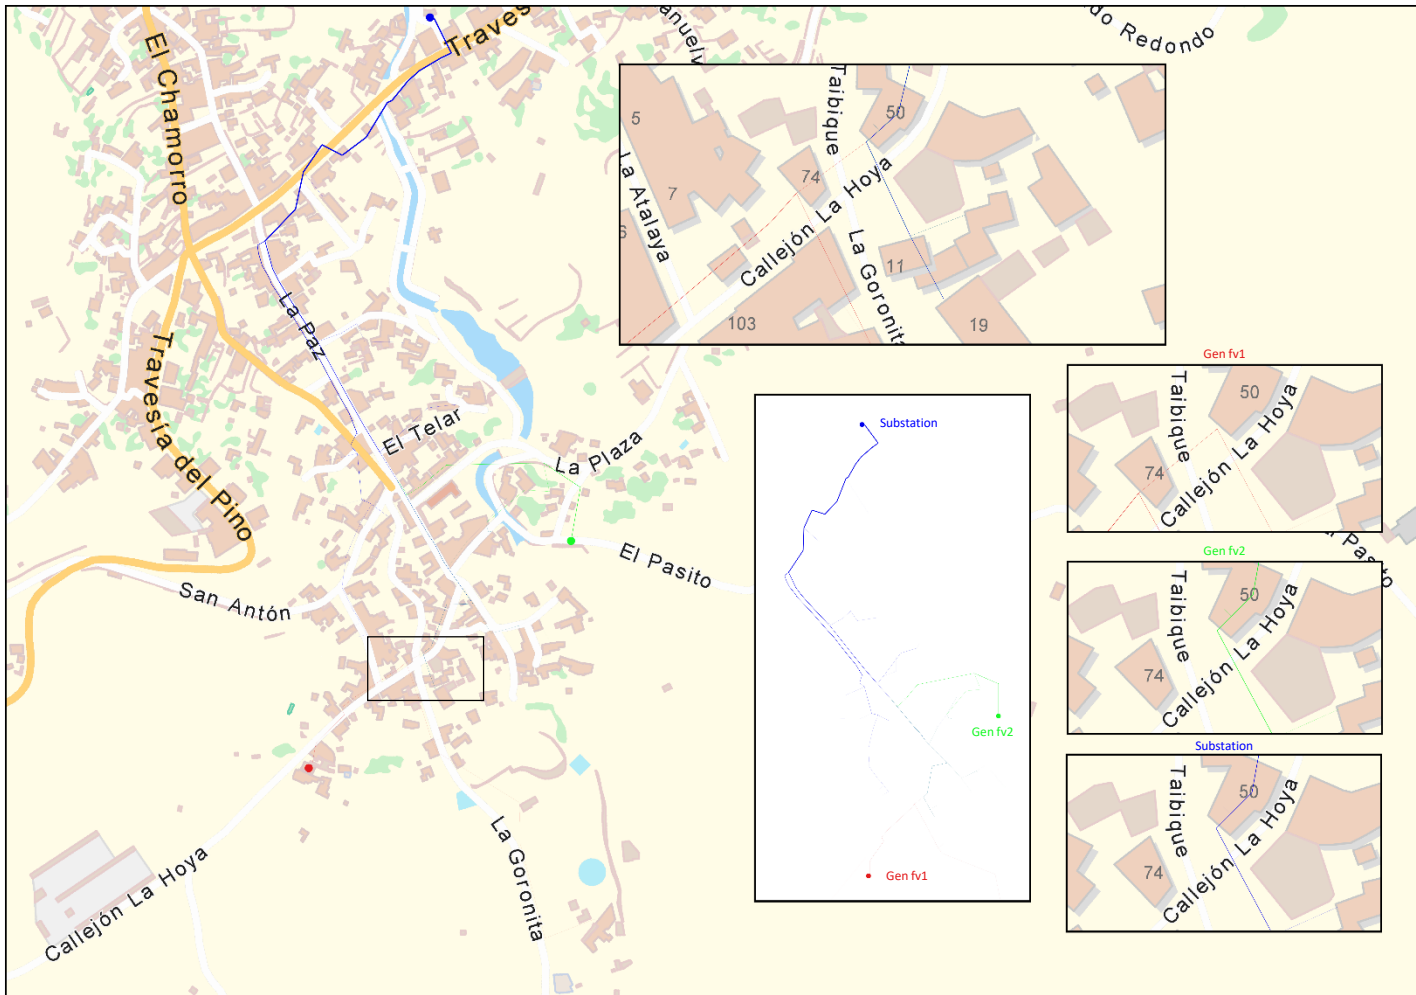 Traves
anuelv
do Redondo
El Chamorro
Taibique
50
5
74
La Atalaya
7
Callejón La Hoya
6
La Goronita
11
103
19
La Paz
Travesía del Pino
El Telar
La Plaza
El Pasito
San Antón
Callejón La Hoya
La Goronita
Substation
Gen fv2
Gen fv1
Gen fv1
Taibique
50
74
Callejón La Hoya
Pasito
Gen fv2
Taibique
50
74
Callejón La Hoya
Substation
Taibique
50
74
Callejón La Hoya